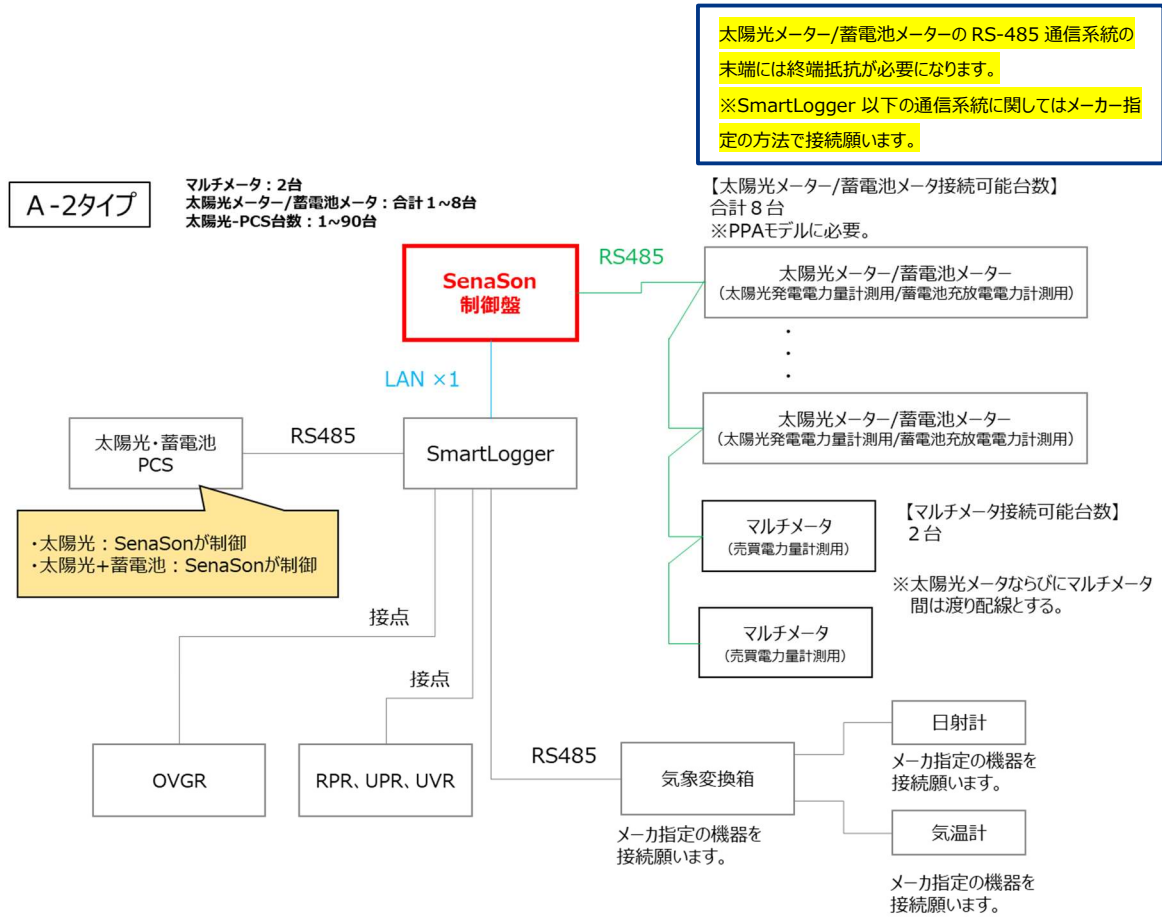 太陽光メーター/蓄電池メーターの RS-485 通信系統の
末端には終端抵抗が必要になります。
※SmartLogger 以下の通信系統に関してはメーカー指
定の方法で接続願います。
A-2タイプ
マルチメータ：2台
太陽光メーター/蓄電池メータ：合計1~8台
太陽光-PCS台数：1~90台
【太陽光メーター/蓄電池メータ接続可能台数】
合計８台
※PPAモデルに必要。
SenaSon
制御盤
RS485
太陽光メーター/蓄電池メーター
（太陽光発電電力量計測用/蓄電池充放電電力計測用）
・
・
・
LAN ×1
太陽光メーター/蓄電池メーター
（太陽光発電電力量計測用/蓄電池充放電電力計測用）
太陽光・蓄電池
PCS
RS485
SmartLogger
・太陽光：SenaSonが制御
・太陽光+蓄電池：SenaSonが制御
マルチメータ
（売買電力量計測用）
【マルチメータ接続可能台数】
２台
※太陽光メータならびにマルチメータ
間は渡り配線とする。
マルチメータ
（売買電力量計測用）
接点
接点
OVGR
RPR、UPR、UVR
RS485
気象変換箱
メーカ指定の機器を
接続願います。
日射計
メーカ指定の機器を
接続願います。
気温計
メーカ指定の機器を
接続願います。